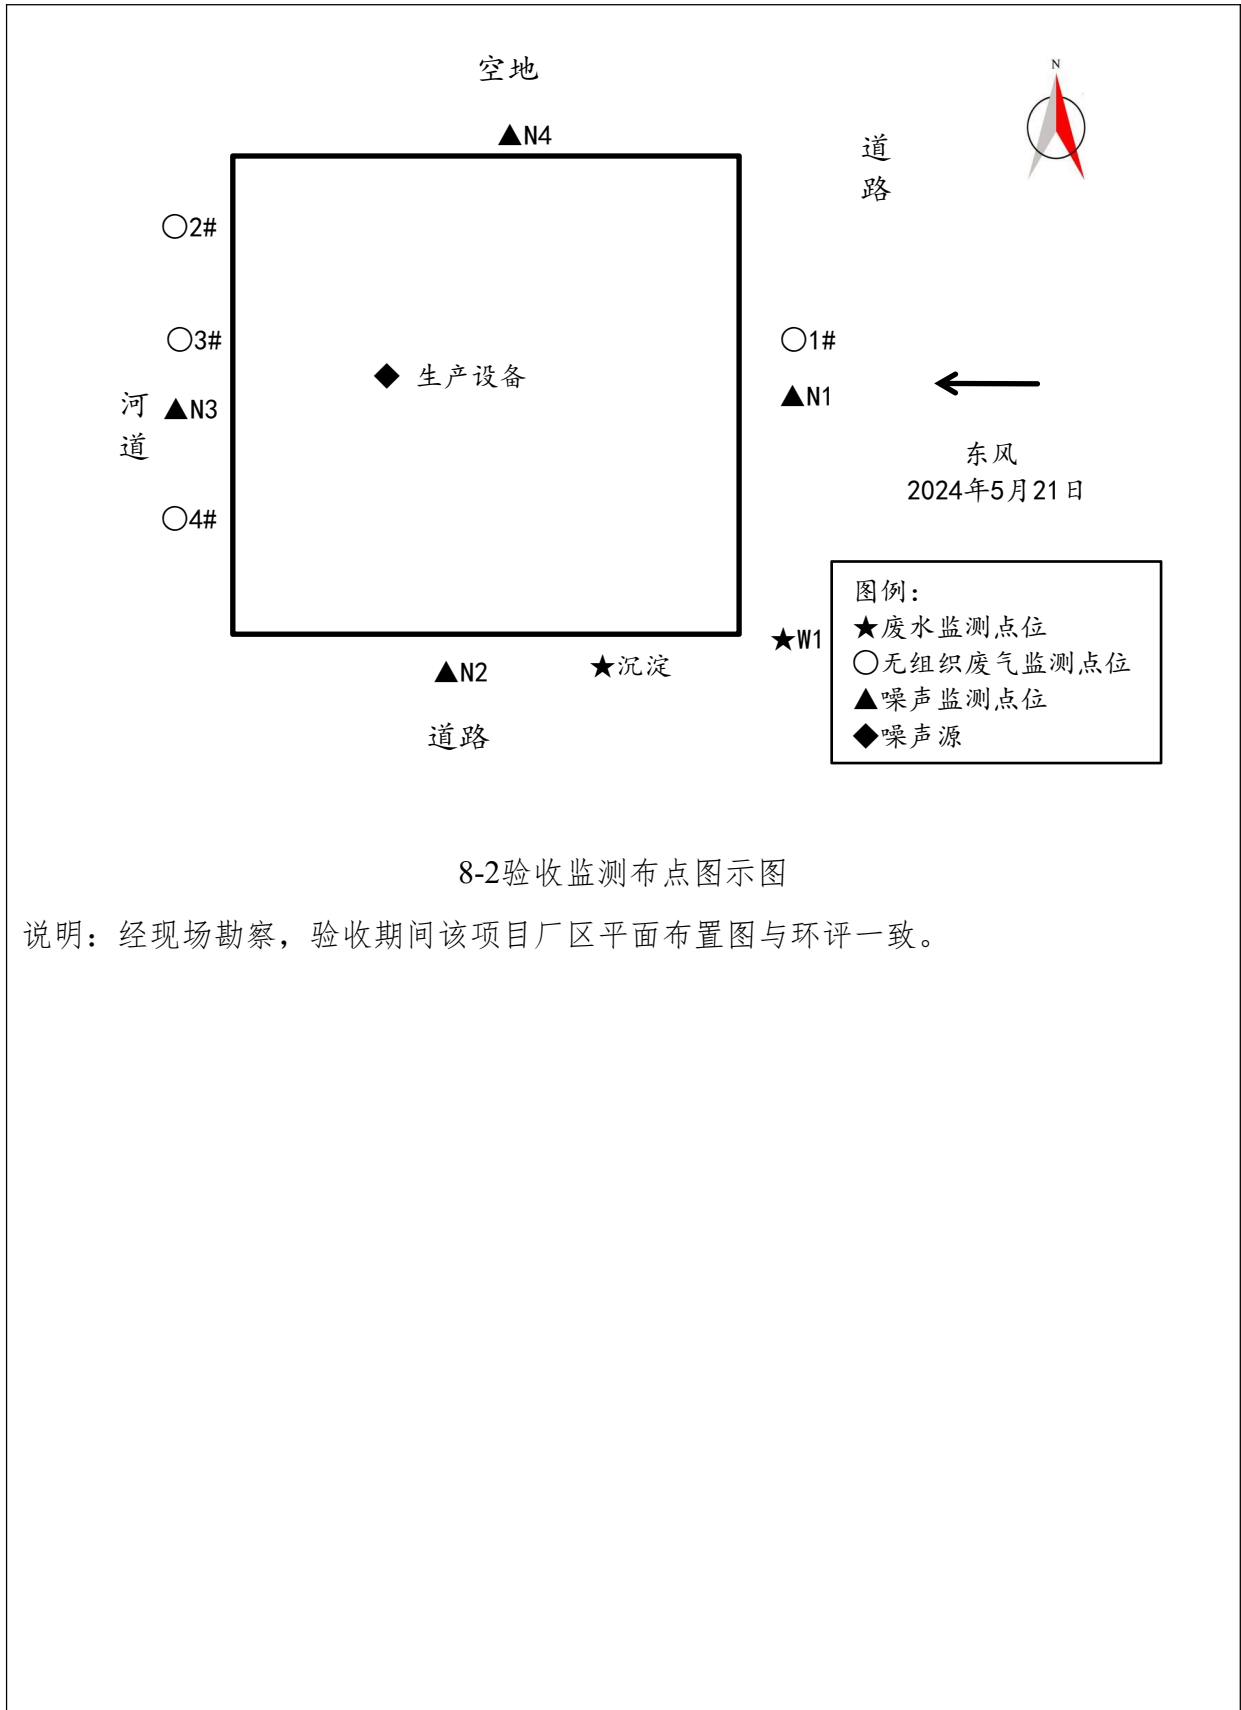 空地
N
▲N4
道
路
○2#
○3#
○1#
◆ 生产设备
▲N1
河
道
▲N3
东风
2024年5月21日
○4#
图例：
★废水监测点位
○无组织废气监测点位
▲噪声监测点位
◆噪声源
★W1
▲N2
★沉淀
道路
8-2验收监测布点图示图
说明：经现场勘察，验收期间该项目厂区平面布置图与环评一致。